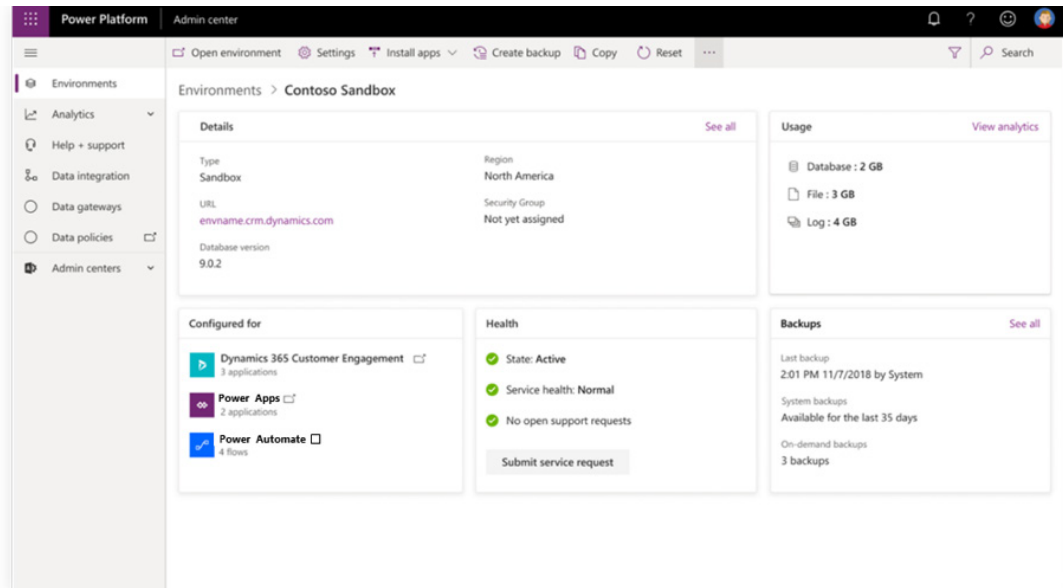 Power Platform Admin center
Open environment Settings Install apps Create backup Copy Reset ... Search
Environments
Analytics
Help + support
Data integration
Data gateways
Data policies
Admin centers
Environments > Contoso Sandbox
Details See all
Type
Sandbox
URL
envname.crm.dynamics.com
Database version
9.0.2
Region
North America
Security Group
Not yet assigned
Usage View analytics
Database : 2 GB
File : 3 GB
Log : 4 GB
Configured for
Dynamics 365 Customer Engagement
3 applications
Power Apps
2 applications
Power Automate
4 flows
Health
State: Active
Service health: Normal
No open support requests
Submit service request
Backups See all
Last backup
2:01 PM 11/7/2018 by System
System backups
Available for the last 35 days
On-demand backups
3 backups